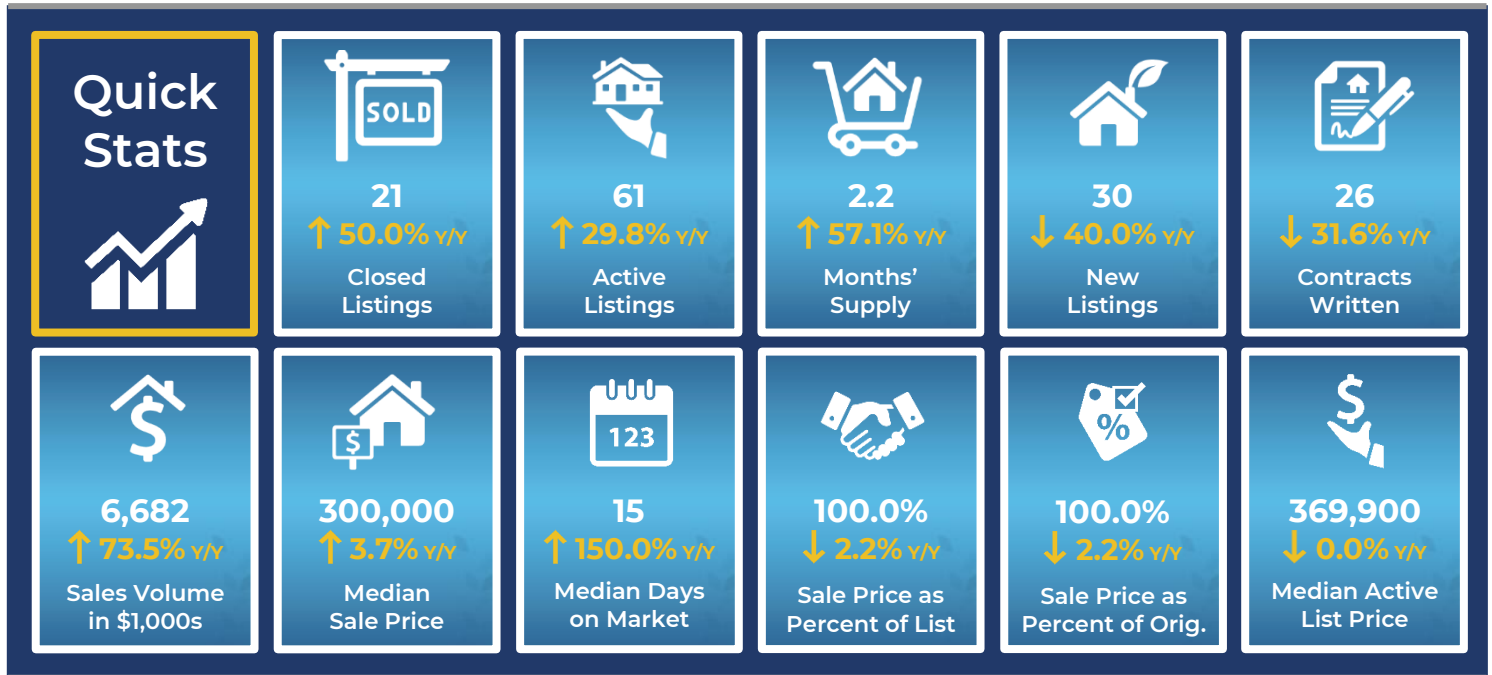 Quick
Stats
SOLD
21
↑ 50.0% Y/Y
Closed
Listings
61
↑ 29.8% Y/Y
Active
Listings
2.2
↑ 57.1% Y/Y
Months’
Supply
30
↓ 40.0% Y/Y
New
Listings
26
↓ 31.6% Y/Y
Contracts
Written
$
6,682
↑ 73.5% Y/Y
Sales Volume
in $1,000s
$
300,000
↑ 3.7% Y/Y
Median
Sale Price
123
15
↑ 150.0% Y/Y
Median Days
on Market
100.0%
↓ 2.2% Y/Y
Sale Price as
Percent of List
%
100.0%
↓ 2.2% Y/Y
Sale Price as
Percent of Orig.
$
369,900
↓ 0.0% Y/Y
Median Active
List Price